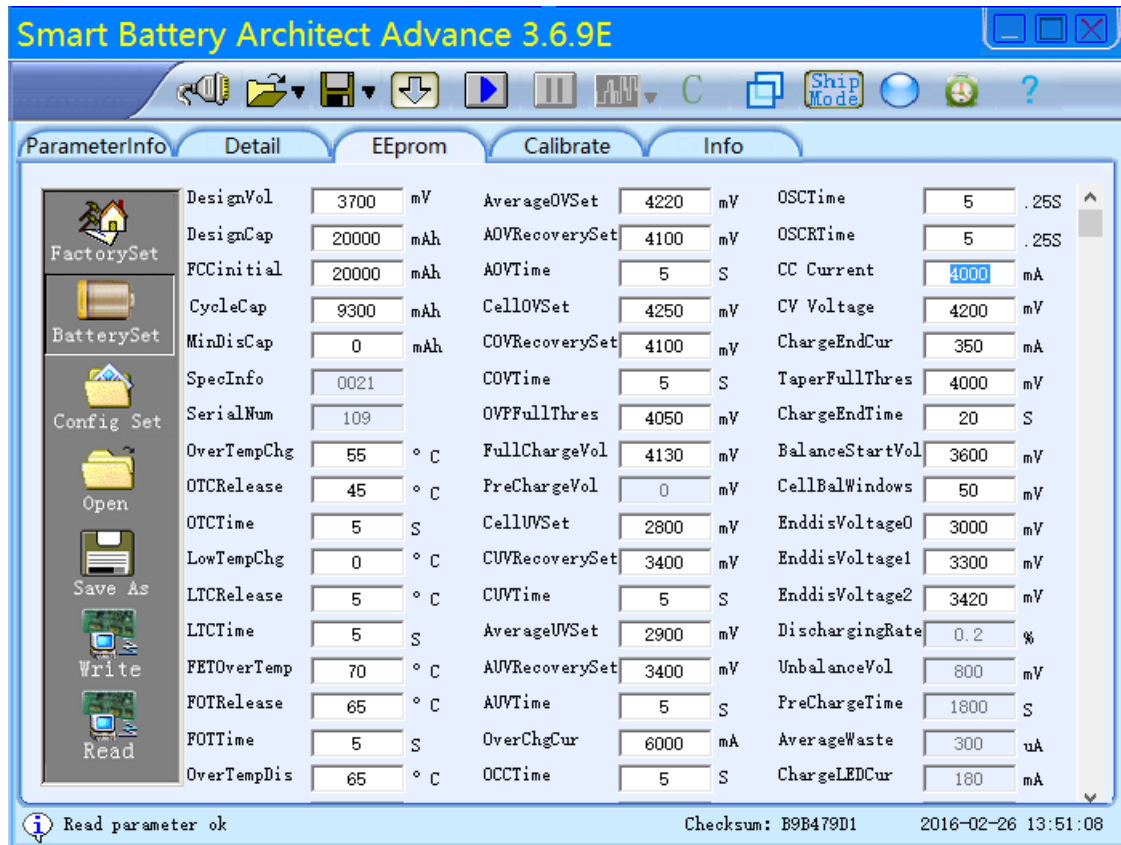 Smart Battery Architect Advance 3.6.9E
C Ship Mode ?
ParameterInfo Detail EEprom Calibrate Info
FactorySet
BatterySet
Config Set
Open
Save As
Write
Read
DesignVol 3700 mV AverageOVSet 4220 mV OSCTime 5 .25S
DesignCap 20000 mAh AOVRecoverySet 4100 mV OSCRTime 5 .25S
FCCinitial 20000 mAh AOVTime 5 S CC Current 4000 mA
CycleCap 9300 mAh CellOVSet 4250 mV CV Voltage 4200 mV
MinDisCap 0 mAh COVRecoverySet 4100 mV ChargeEndCur 350 mA
SpecInfo 0021 COVTime 5 S TaperFullThres 4000 mV
SerialNum 109 OVPFullThres 4050 mV ChargeEndTime 20 S
OverTempChg 55 ° C FullChargeVol 4130 mV BalanceStartVol 3600 mV
OTCRelease 45 ° C PreChargeVol 0 mV CellBalWindows 50 mV
OTCTime 5 S CellUVSet 2800 mV EnddisVoltage0 3000 mV
LowTempChg 0 ° C CUVRecoverySet 3400 mV EnddisVoltage1 3300 mV
LTCRelease 5 ° C CUVTime 5 S EnddisVoltage2 3420 mV
LTCTime 5 S AverageUVSet 2900 mV DischargingRate 0.2 %
FETOverTemp 70 ° C AUVRecoverySet 3400 mV UnbalanceVol 800 mV
FOTRelease 65 ° C AUVTime 5 S PreChargeTime 1800 S
FOTTime 5 S OverChgCur 6000 mA AverageWaste 300 uA
OverTempDis 65 ° C OCCTime 5 S ChargeLEDCur 180 mA
Read parameter ok Checksum: B9B479D1 2016-02-26 13:51:08